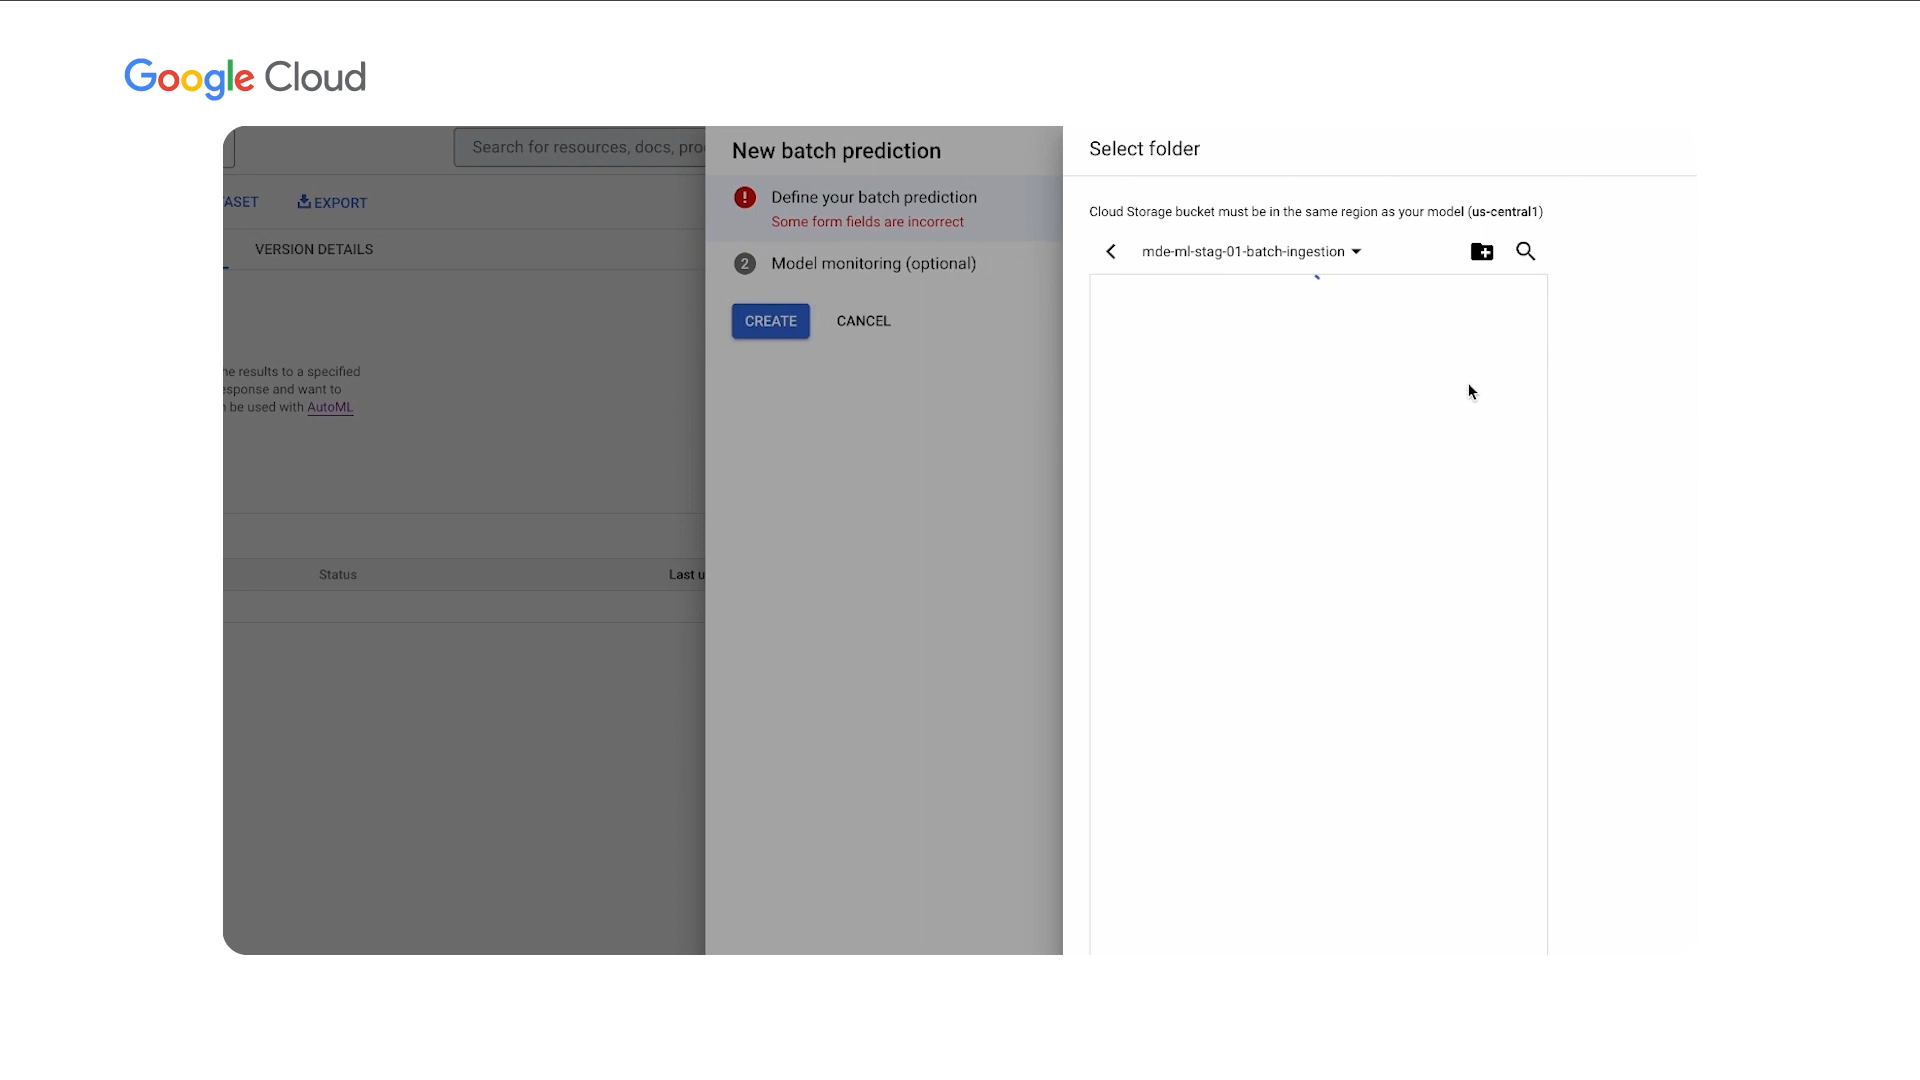 Google Cloud
Search for resources, docs, pro
ASET
EXPORT
VERSION DETAILS
he results to a specified
esponse and want to
n be used with AutoML
Status
Last u
New batch prediction
! Define your batch prediction
Some form fields are incorrect
2 Model monitoring (optional)
CREATE
CANCEL
Select folder
Cloud Storage bucket must be in the same region as your model (us-central1)
mde-ml-stag-01-batch-ingestion